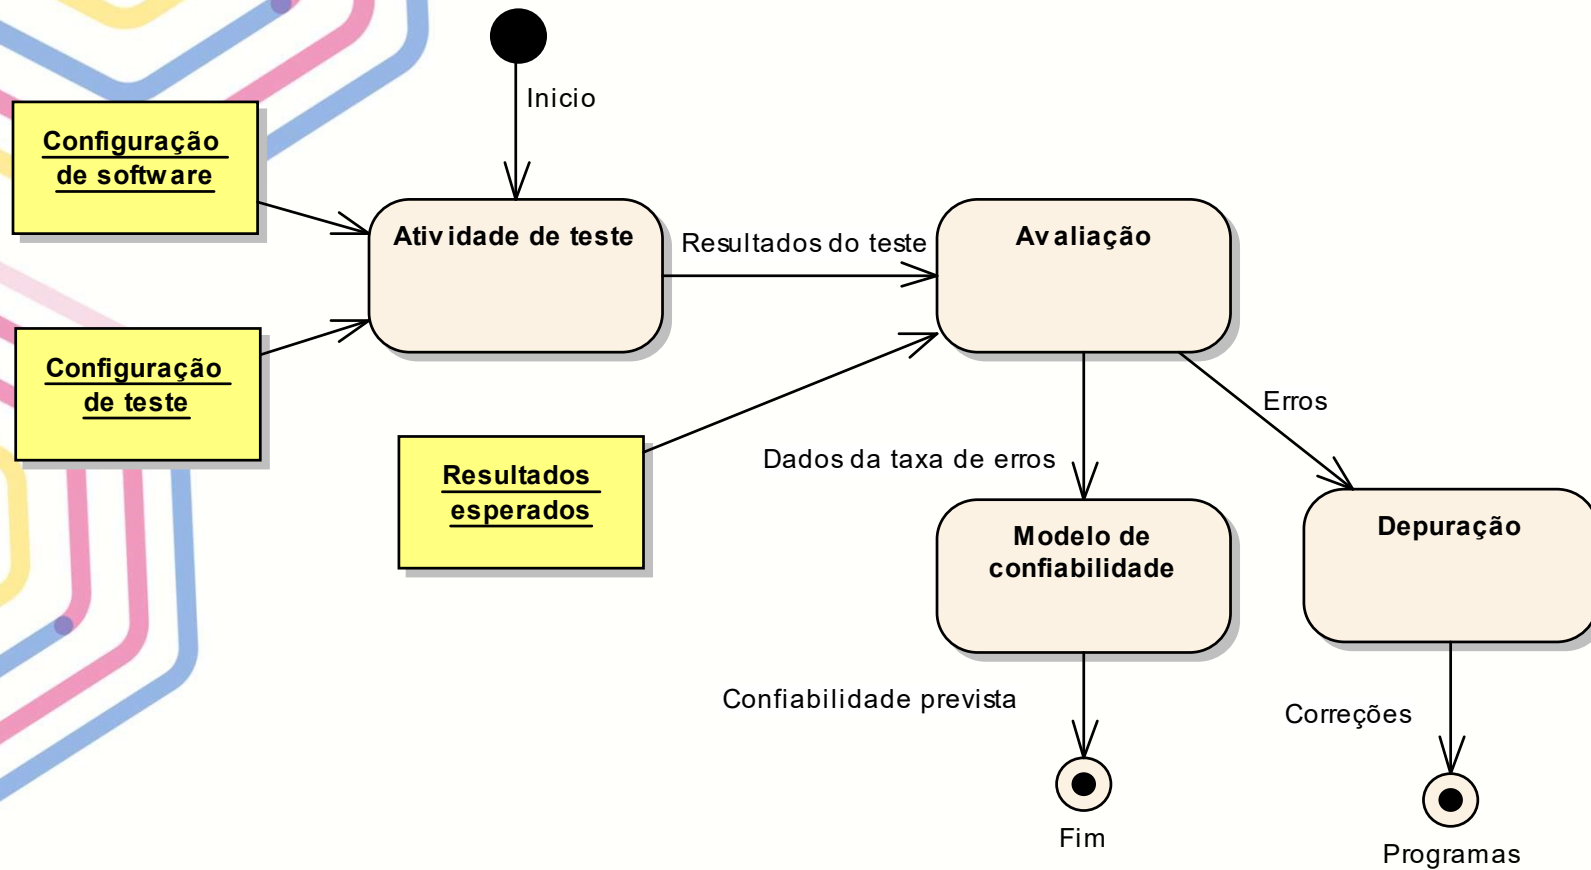 Inicio
Configuração
de software
Atividade de teste
Resultados do teste
Avaliação
Configuração
de teste
Erros
Resultados
esperados
Dados da taxa de erros
Modelo de
confiabilidade
Depuração
Confiabilidade prevista
Correções
Fim
Programas